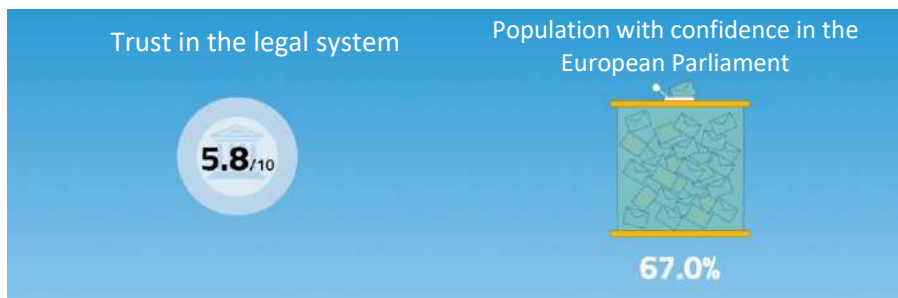 Trust in the legal system
5.8/10
Population with confidence in the
European Parliament
67.0%